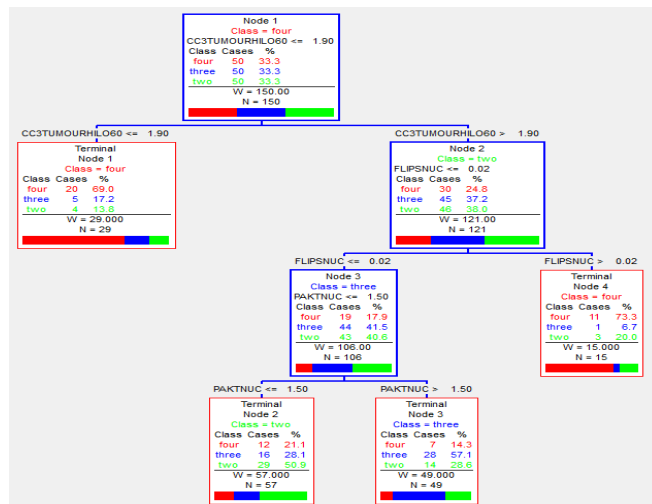 Node 1
Class = four
CC3TUMOURHILO60 <= 1.90
Class Cases %
four 50 33.3
three 50 33.3
two 50 33.3
W = 150.00
N = 150
CC3TUMOURHILO60 <= 1.90
CC3TUMOURHILO60 > 1.90
Terminal
Node 1
Class = four
Class Cases %
four 20 69.0
three 5 17.2
two 4 13.8
W = 29.000
N = 29
Node 2
Class = two
FLIPSNUC <= 0.02
Class Cases %
four 30 24.8
three 45 37.2
two 46 38.0
W = 121.00
N = 121
FLIPSNUC <= 0.02
FLIPSNUC > 0.02
Node 3
Class = three
PAKTNUC <= 1.50
Class Cases %
four 19 17.9
three 44 41.5
two 43 40.6
W = 106.00
N = 106
Terminal
Node 4
Class = four
Class Cases %
four 11 73.3
three 1 6.7
two 3 20.0
W = 15.000
N = 15
PAKTNUC <= 1.50
PAKTNUC > 1.50
Terminal
Node 2
Class = two
Class Cases %
four 12 21.1
three 16 28.1
two 29 50.9
W = 57.000
N = 57
Terminal
Node 3
Class = three
Class Cases %
four 7 14.3
three 28 57.1
two 14 28.6
W = 49.000
N = 49